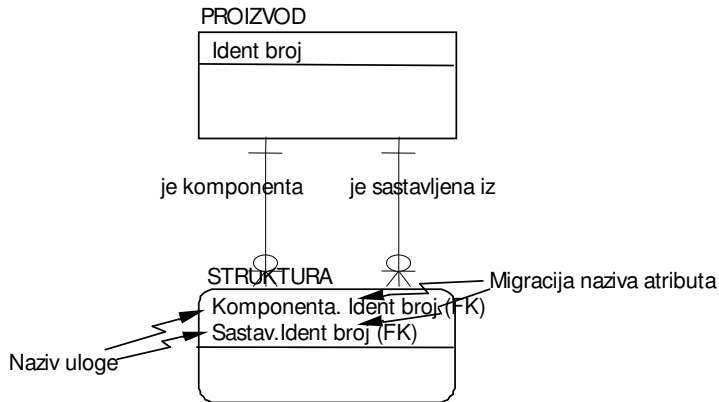 PROIZVOD
Ident broj
je komponenta
je sastavljena iz
STRUKTURA
Migracija naziva atributa
Komponenta. Ident broj (FK)
Sastav.Ident broj (FK)
Naziv uloge